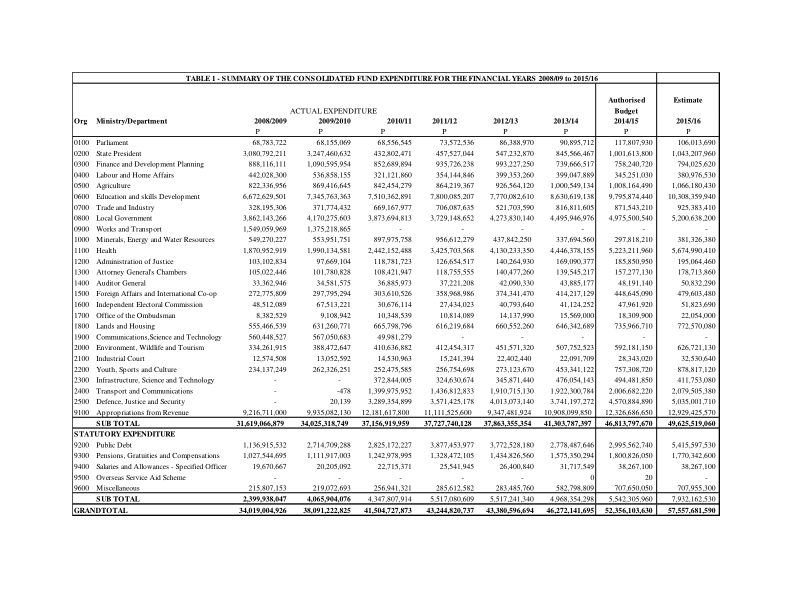 TABLE 1 - SUMMARY OF THE CONSOLIDATED FUND EXPENDITURE FOR THE FINANCIAL YEARS 2008/09 to 2015/16
Authorised Estimate
ACTUAL EXPENDITURE Budget
Org Ministry/Department 2008/2009 2009/2010 2010/11 2011/12 2012/13 2013/14 2014/15 2015/16
P P P P P P P P
0100 Parliament 68,783,722 68,155,069 68,556,545 73,572,536 86,388,970 90,895,712 117,807,930 106,013,690
0200 State President 3,080,792,211 3,247,460,632 432,802,471 457,527,044 547,232,870 845,566,467 1,001,613,800 1,043,207,960
0300 Finance and Development Planning 888,116,111 1,090,595,954 852,689,894 935,726,238 993,227,250 739,966,735 758,240,720 754,823,240
0400 Labour and Home Affairs 442,028,300 536,858,155 321,121,860 354,144,846 399,353,260 399,047,889 345,251,030 380,976,530
0500 Agriculture 822,336,956 869,416,645 842,454,279 864,219,367 926,564,120 1,000,549,134 1,008,164,490 1,066,180,430
0600 Education and skills Development 6,672,629,501 7,345,763,363 7,510,362,891 7,800,085,207 7,770,082,610 8,630,619,138 9,795,874,440 10,308,359,940
0700 Trade and Industry 328,195,306 371,774,432 669,167,977 706,087,635 521,703,590 816,811,605 871,543,210 925,383,410
0800 Local Government 3,862,143,266 4,170,275,603 3,873,694,813 3,729,148,652 4,273,830,140 4,495,946,976 4,975,500,540 5,200,638,200
0900 Works and Transport 1,549,059,969 1,375,218,865 - - - - - -
1000 Minerals, Energy and Water Resources 549,270,227 553,951,751 897,975,758 956,612,279 437,842,250 337,694,560 297,818,210 381,326,380
1100 Health 1,870,952,919 1,990,134,581 2,442,152,488 3,425,703,568 4,130,233,350 4,446,378,155 5,223,211,960 5,674,990,410
1200 Administration of Justice 103,102,834 97,669,104 118,781,723 126,654,517 140,264,930 169,090,377 185,850,950 195,064,460
1300 Attorney General's Chambers 105,022,446 101,780,828 108,421,947 118,755,555 140,477,260 139,545,217 157,277,130 178,713,860
1400 Auditor General 33,362,946 34,581,575 36,885,973 37,221,208 42,090,330 43,885,177 48,191,140 50,832,290
1500 Foreign Affairs and International Co-op 272,775,809 297,795,294 303,610,526 358,968,986 374,341,470 414,217,129 448,645,090 479,603,480
1600 Independent Electoral Commission 48,512,089 67,513,221 30,676,114 27,434,023 40,793,640 41,124,252 47,961,920 51,823,690
1700 Office of the Ombudsman 8,382,529 9,108,942 10,348,539 10,814,089 14,137,990 15,569,000 18,309,900 22,054,000
1800 Lands and Housing 555,466,539 631,260,771 665,798,796 616,219,684 660,552,260 646,342,689 735,966,710 772,570,080
1900 Communications,Science and Technology 560,448,527 567,050,683 49,981,279 - - - - -
2000 Environment, Wildlife and Tourism 334,261,915 388,472,647 410,636,882 412,454,317 451,371,320 507,752,523 592,181,150 626,721,130
2100 Industrial Court 12,574,508 13,052,592 14,530,963 15,241,394 22,402,440 22,091,709 28,343,020 32,530,640
2200 Youth, Sports and Culture 234,137,249 262,326,251 252,475,585 256,754,698 273,123,670 453,341,122 757,308,720 878,817,120
2300 Infrastructure, Science and Technology - - 372,844,005 324,630,674 345,871,440 476,054,143 494,481,850 411,753,080
2400 Transport and Communications - -478 1,399,975,952 1,436,812,833 1,910,715,130 1,922,300,784 2,006,682,220 2,079,505,380
2500 Defence, Justice and Security - 20,139 3,289,354,899 3,571,425,178 4,013,073,140 3,741,197,272 4,570,884,890 5,035,001,710
9100 Appropriations from Revenue 9,216,711,000 9,935,082,130 12,181,617,800 11,111,525,600 9,347,481,924 10,908,099,850 12,326,686,650 12,929,425,570
SUB TOTAL 31,619,066,879 34,025,318,749 37,156,919,959 37,727,740,128 37,863,355,354 41,303,787,397 46,813,797,670 49,625,519,060
STATUTORY EXPENDITURE
9200 Public Debt 1,136,915,532 2,714,709,288 2,825,172,227 3,877,453,977 3,772,528,180 2,778,487,646 2,995,562,740 5,415,597,530
9300 Pensions, Gratuities and Compensations 1,027,544,695 1,111,917,003 1,242,978,995 1,328,472,105 1,434,826,560 1,575,350,294 1,800,826,050 1,770,342,600
9400 Salaries and Allowances - Specified Officer 19,670,667 20,205,092 22,715,371 25,541,945 26,400,840 31,717,549 38,267,100 38,267,100
9500 Overseas Service Aid Scheme - - - - - 0 20 -
9600 Miscellaneous 215,807,153 219,072,693 256,941,321 285,612,582 283,485,760 582,798,809 707,650,050 707,955,300
SUB TOTAL 2,399,938,047 4,065,904,076 4,347,807,914 5,517,080,609 5,517,241,340 4,968,354,298 5,542,305,960 7,932,162,530
GRANDTOTAL 34,019,004,926 38,091,222,825 41,504,727,873 43,244,820,737 43,380,596,694 46,272,141,695 52,356,103,630 57,557,681,590